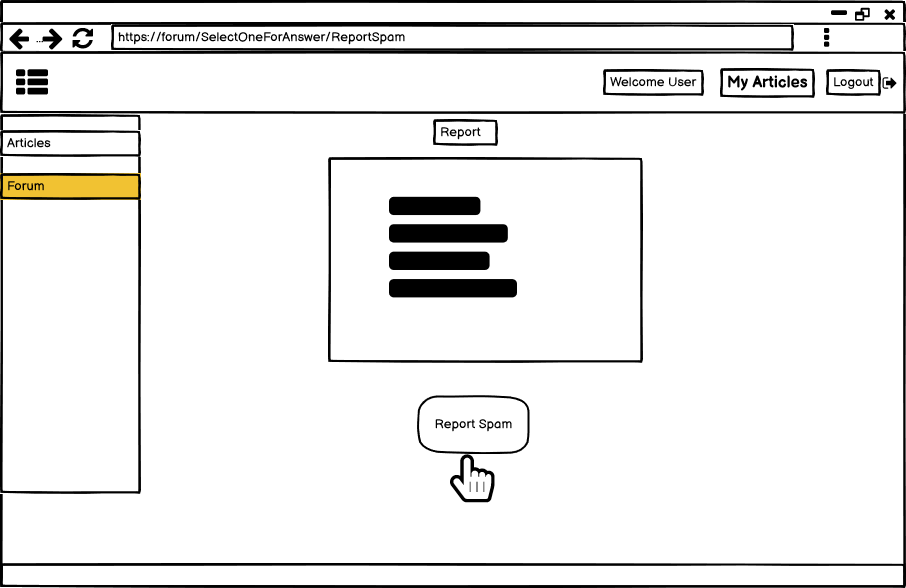 https://forum/SelectOneForAnswer/ReportSpam
Welcome User
My Articles
Logout
Articles
Forum
Report
Report Spam